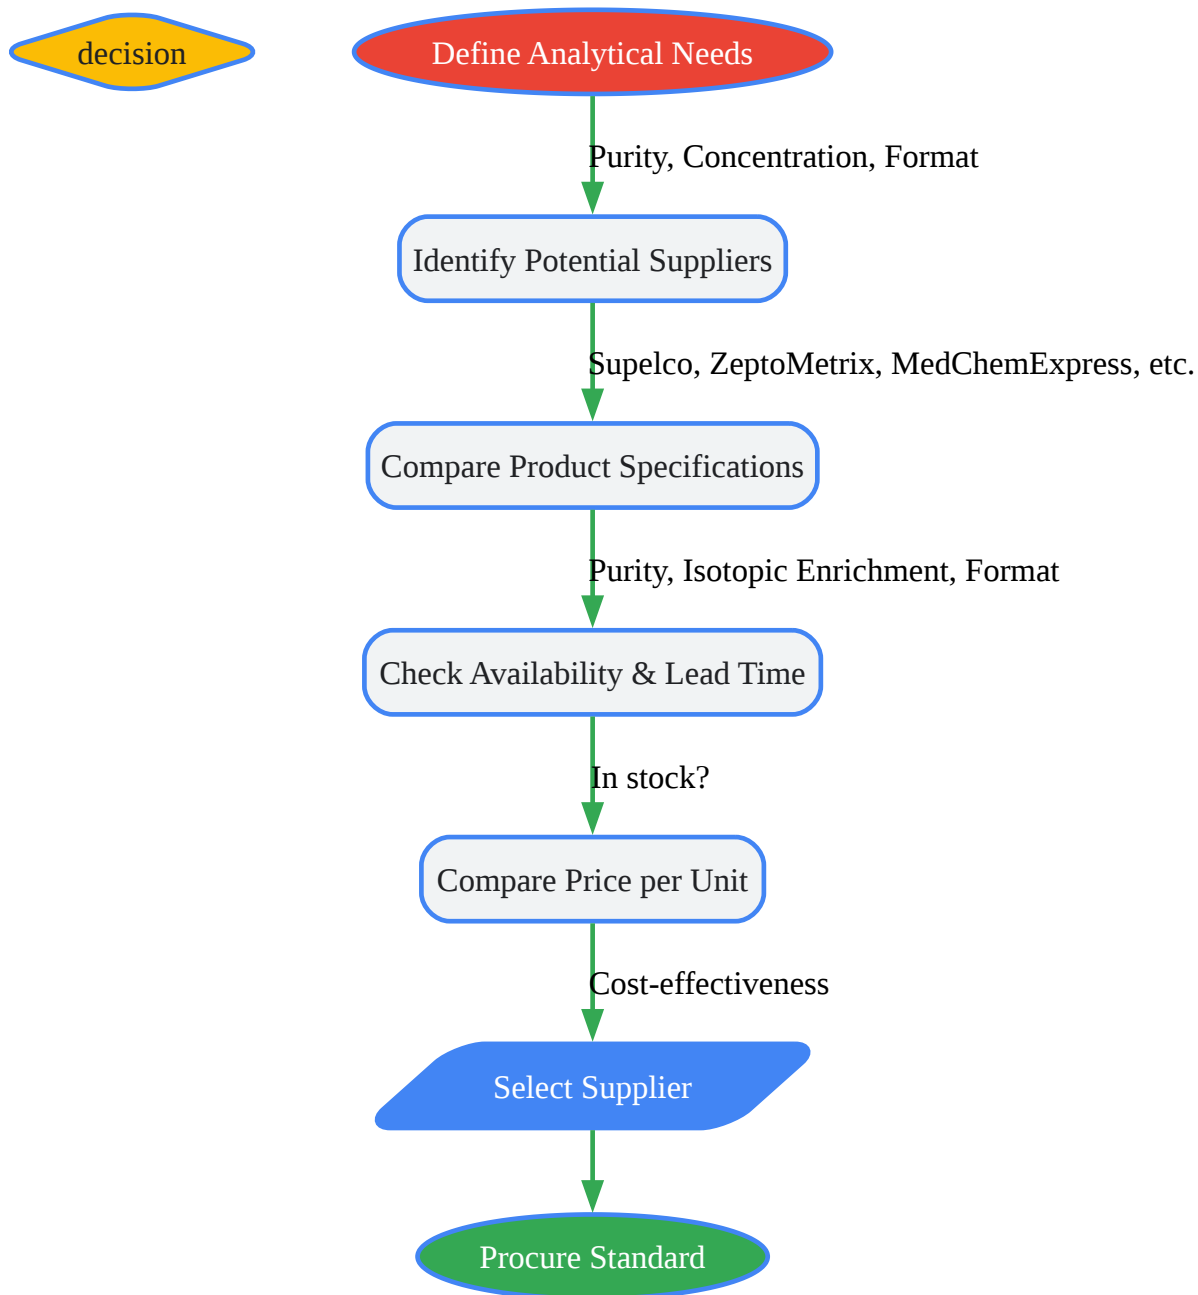 decision
Define Analytical Needs
Purity, Concentration, Format
Identify Potential Suppliers
Supelco, ZeptoMetrix, MedChemExpress, etc.
Compare Product Specifications
Purity, Isotopic Enrichment, Format
Check Availability & Lead Time
In stock?
Compare Price per Unit
Cost-effectiveness
Select Supplier
Procure Standard